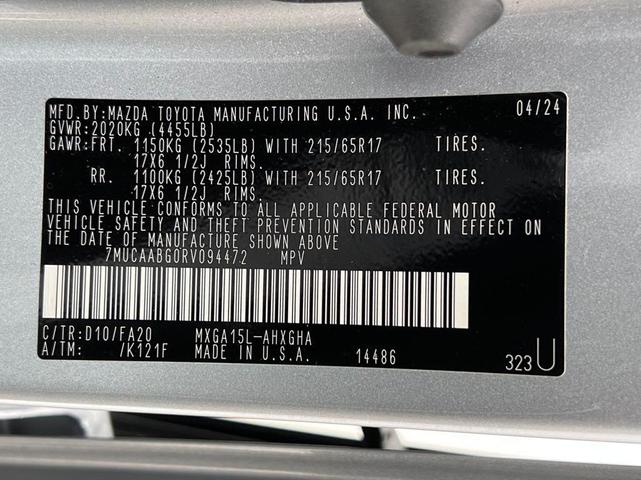 MFD.BY:MAZDA TOYOTA MANUFACTURING U.S.A. INC. 04/24
GVWR:2020KG (4455LB)
GAWR:FRT. 1150KG (2535LB) WITH 215/65R17 TIRES.
17X6 1/2J RIMS.
RR. 1100KG (2425LB) WITH 215/65R17 TIRES.
17X6 1/2J RIMS.
THIS VEHICLE CONFORMS TO ALL APPLICABLE FEDERAL MOTOR
VEHICLE SAFETY AND THEFT PREVENTION STANDARDS IN EFFECT ON
THE DATE OF MANUFACTURE SHOWN ABOVE
7MUCAABG0RV094472 MPV
C/TR:D10/FA20 MXGA15L-AHXGHA
A/TM: /K121F MADE IN U.S.A. 14486 323U